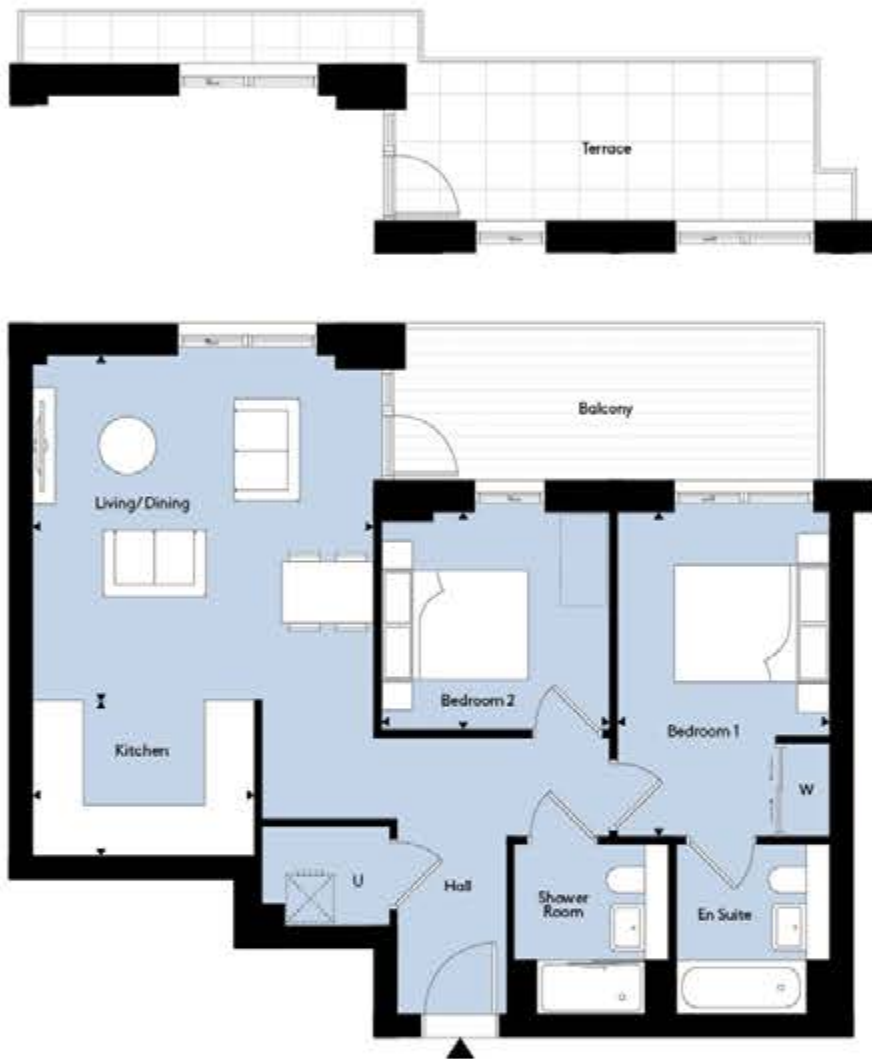 Terrace
Balcony
Living/Dining
Bedroom 2
Bedroom 1
Kitchen
W
U
Hall
Shower
Room
En Suite